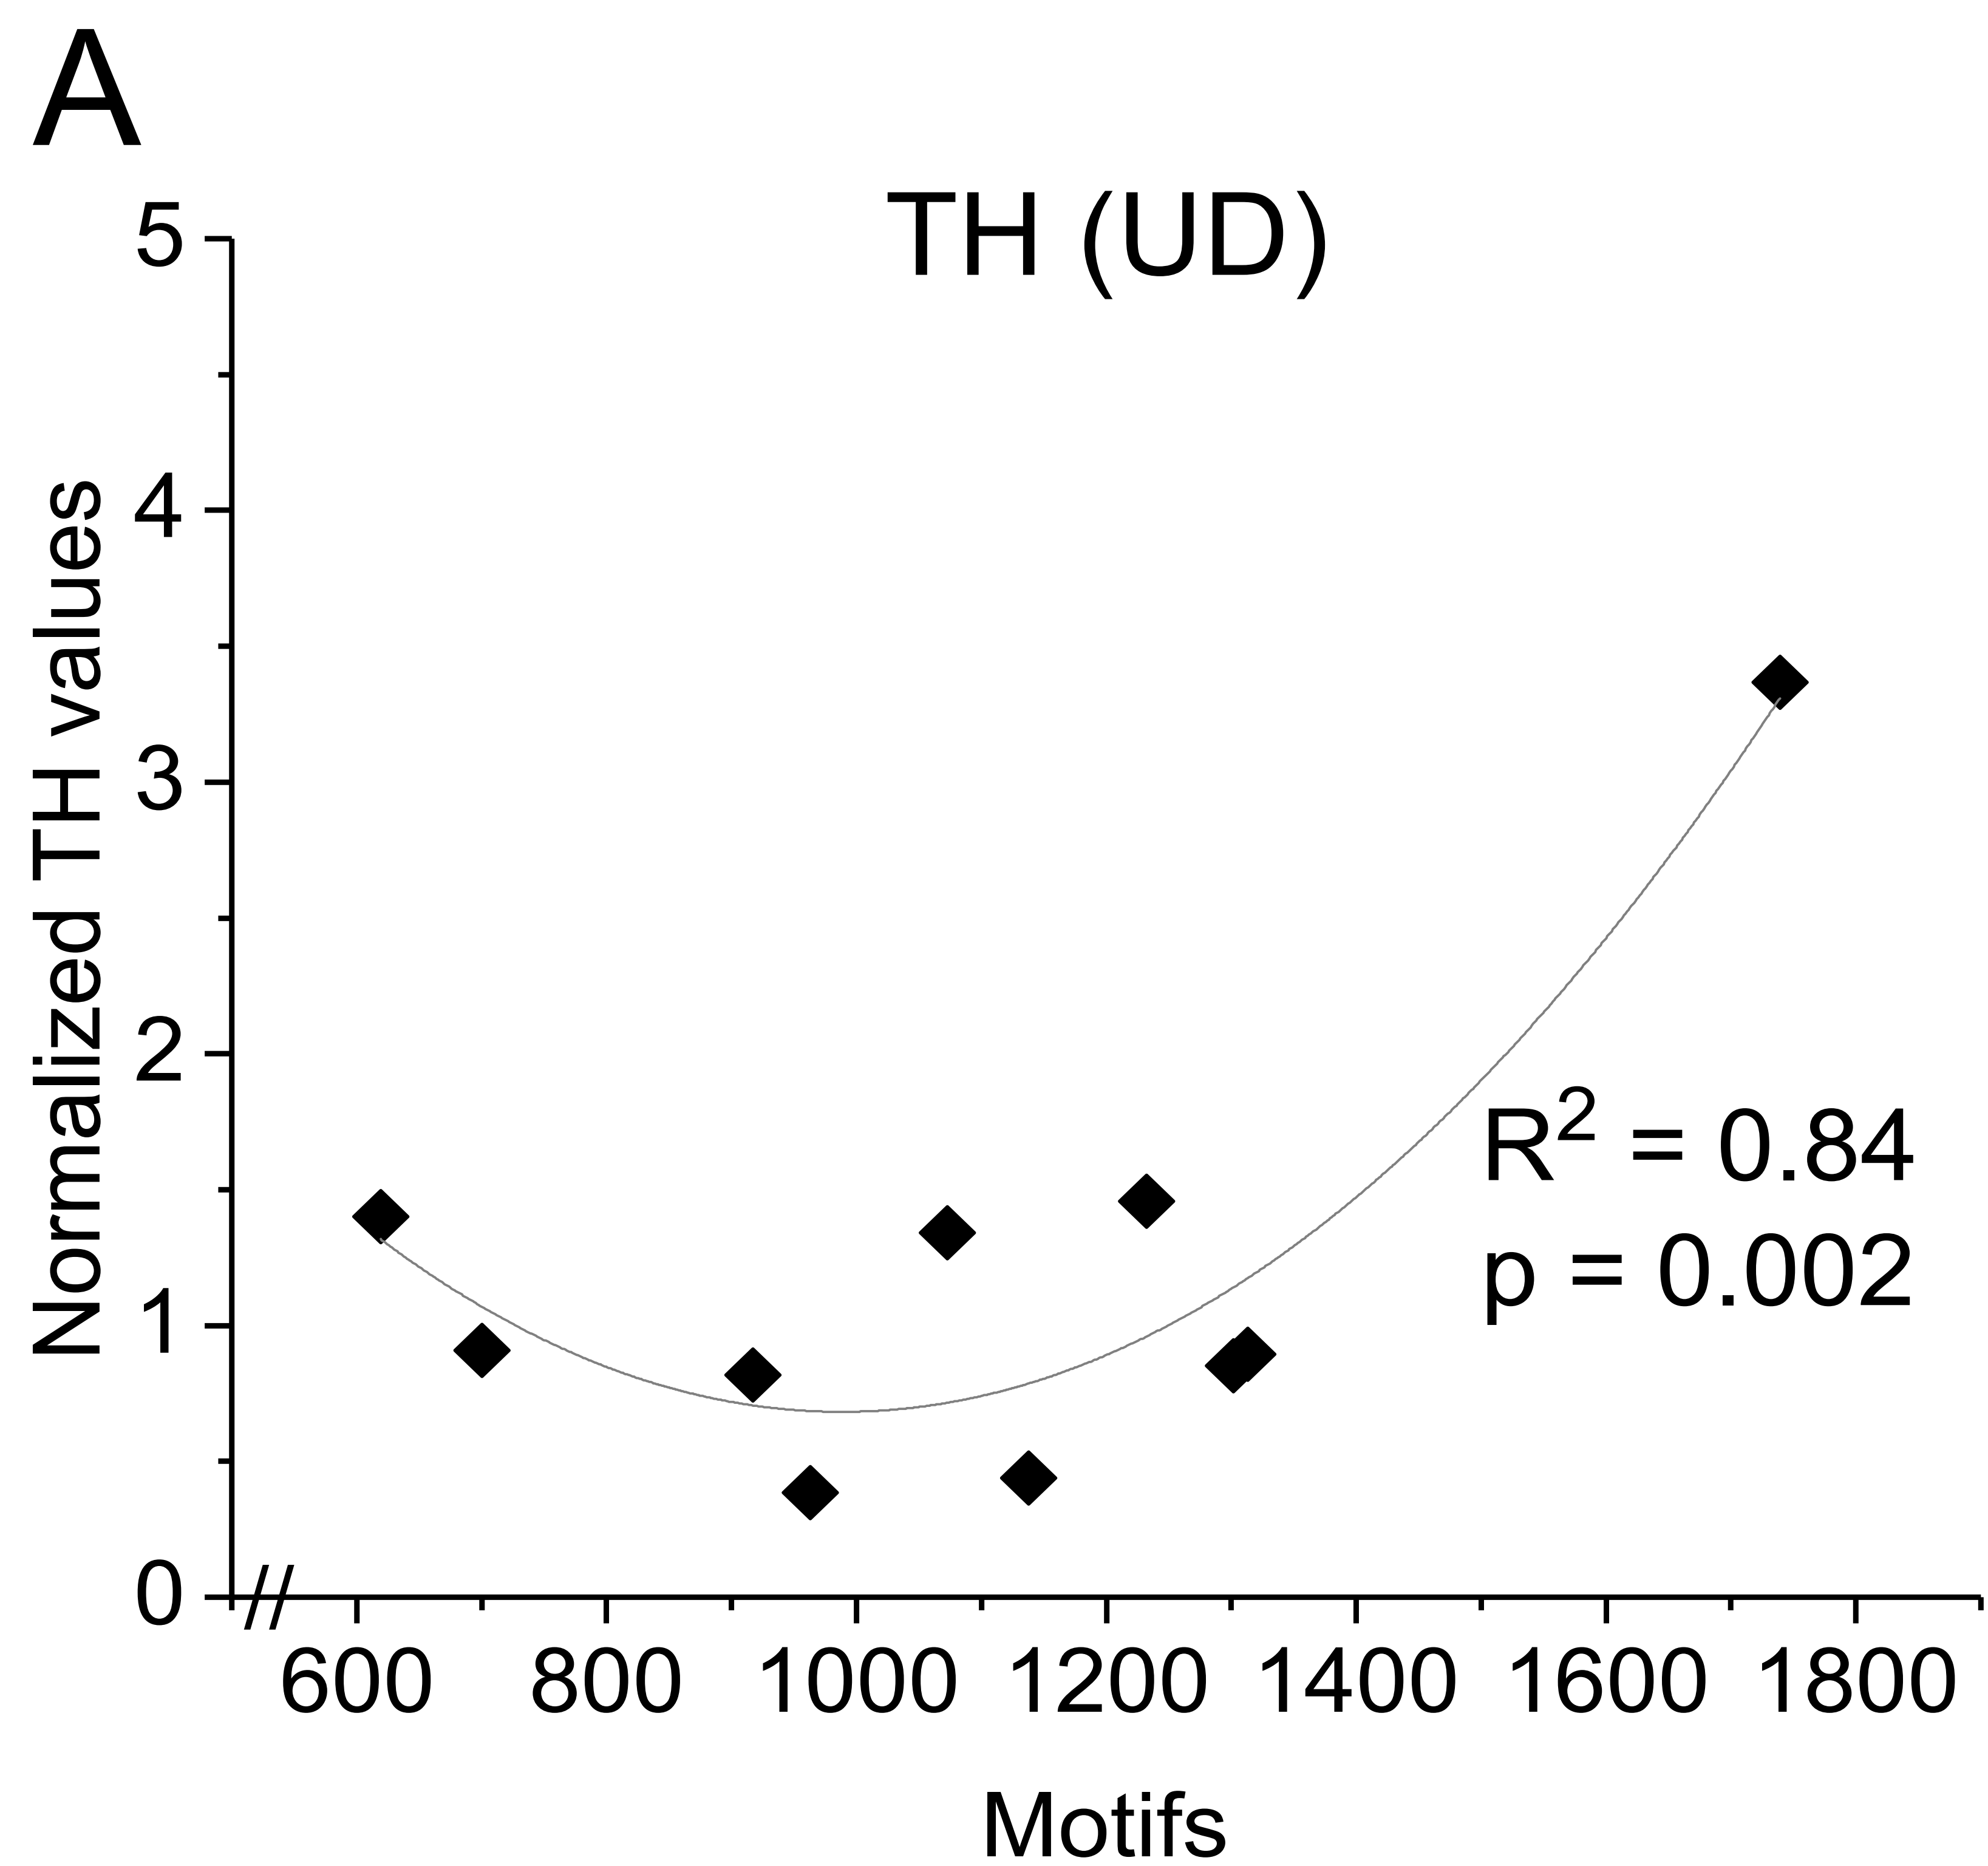 A
TH (UD)
5
4
3
2
1
0
Normalized TH values
R² = 0.84
p = 0.002
600 800 1000 1200 1400 1600 1800
Motifs